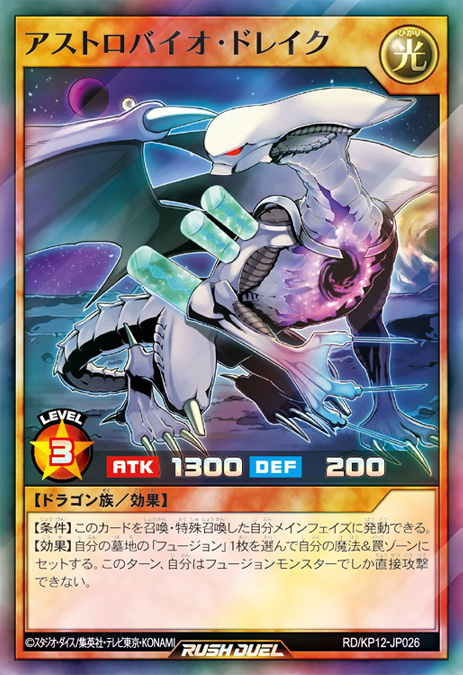 アストロバイオ・ドレイク
ひかり
光
LEVEL
3
ATK 1300 DEF 200
【ドラゴン族/効果】
【条件】このカードを召喚・特殊召喚した自分メインフェイズに発動できる。
【効果】自分の墓地の「フュージョン」1枚を選んで自分の魔法&罠ゾーンに
セットする。このターン、自分はフュージョンモンスターでしか直接攻撃
できない。
©スタジオ・ダイス/集英社・テレビ東京・KONAMI
RUSH DUEL
RD/KP12-JP026